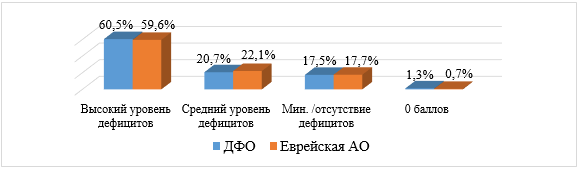 60,5% 59,6%
20,7% 22,1%
17,5% 17,7%
1,3% 0,7%
Высокий уровень
дефицитов
Средний уровень
дефицитов
Мин. /отсутствие
дефицитов
0 баллов
ДФО Еврейская АО